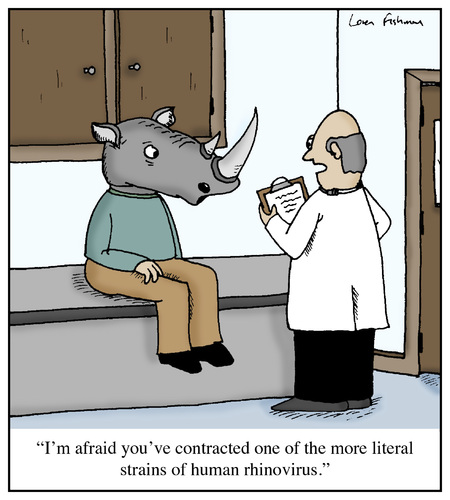 Loren Fishman
“I’m afraid you’ve contracted one of the more literal
strains of human rhinovirus.”